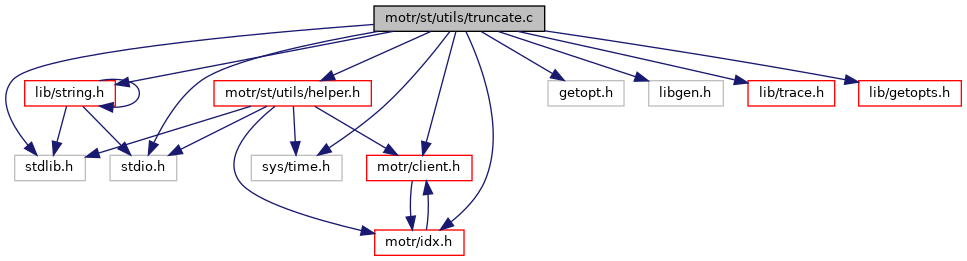 motr/st/utils/truncate.c
lib/string.h
motr/st/utils/helper.h
getopt.h
libgen.h
lib/trace.h
lib/getopts.h
stdlib.h
stdio.h
sys/time.h
motr/client.h
motr/idx.h